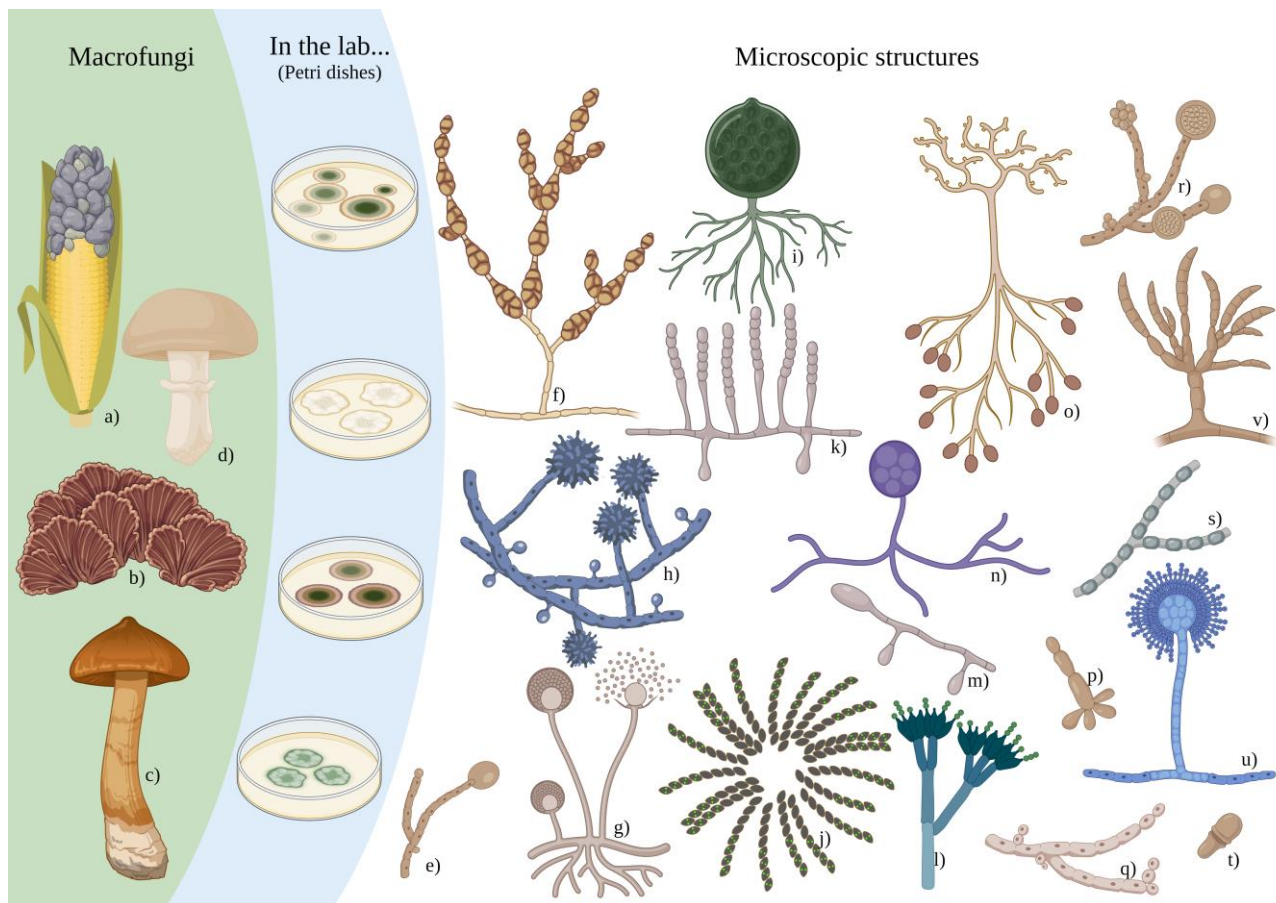 Macrofungi
In the lab...
(Petri dishes)
Microscopic structures
a)
d)
b)
c)
f)
i)
r)
k)
o)
v)
h)
n)
s)
m)
p)
u)
e)
g)
j)
l)
q)
t)